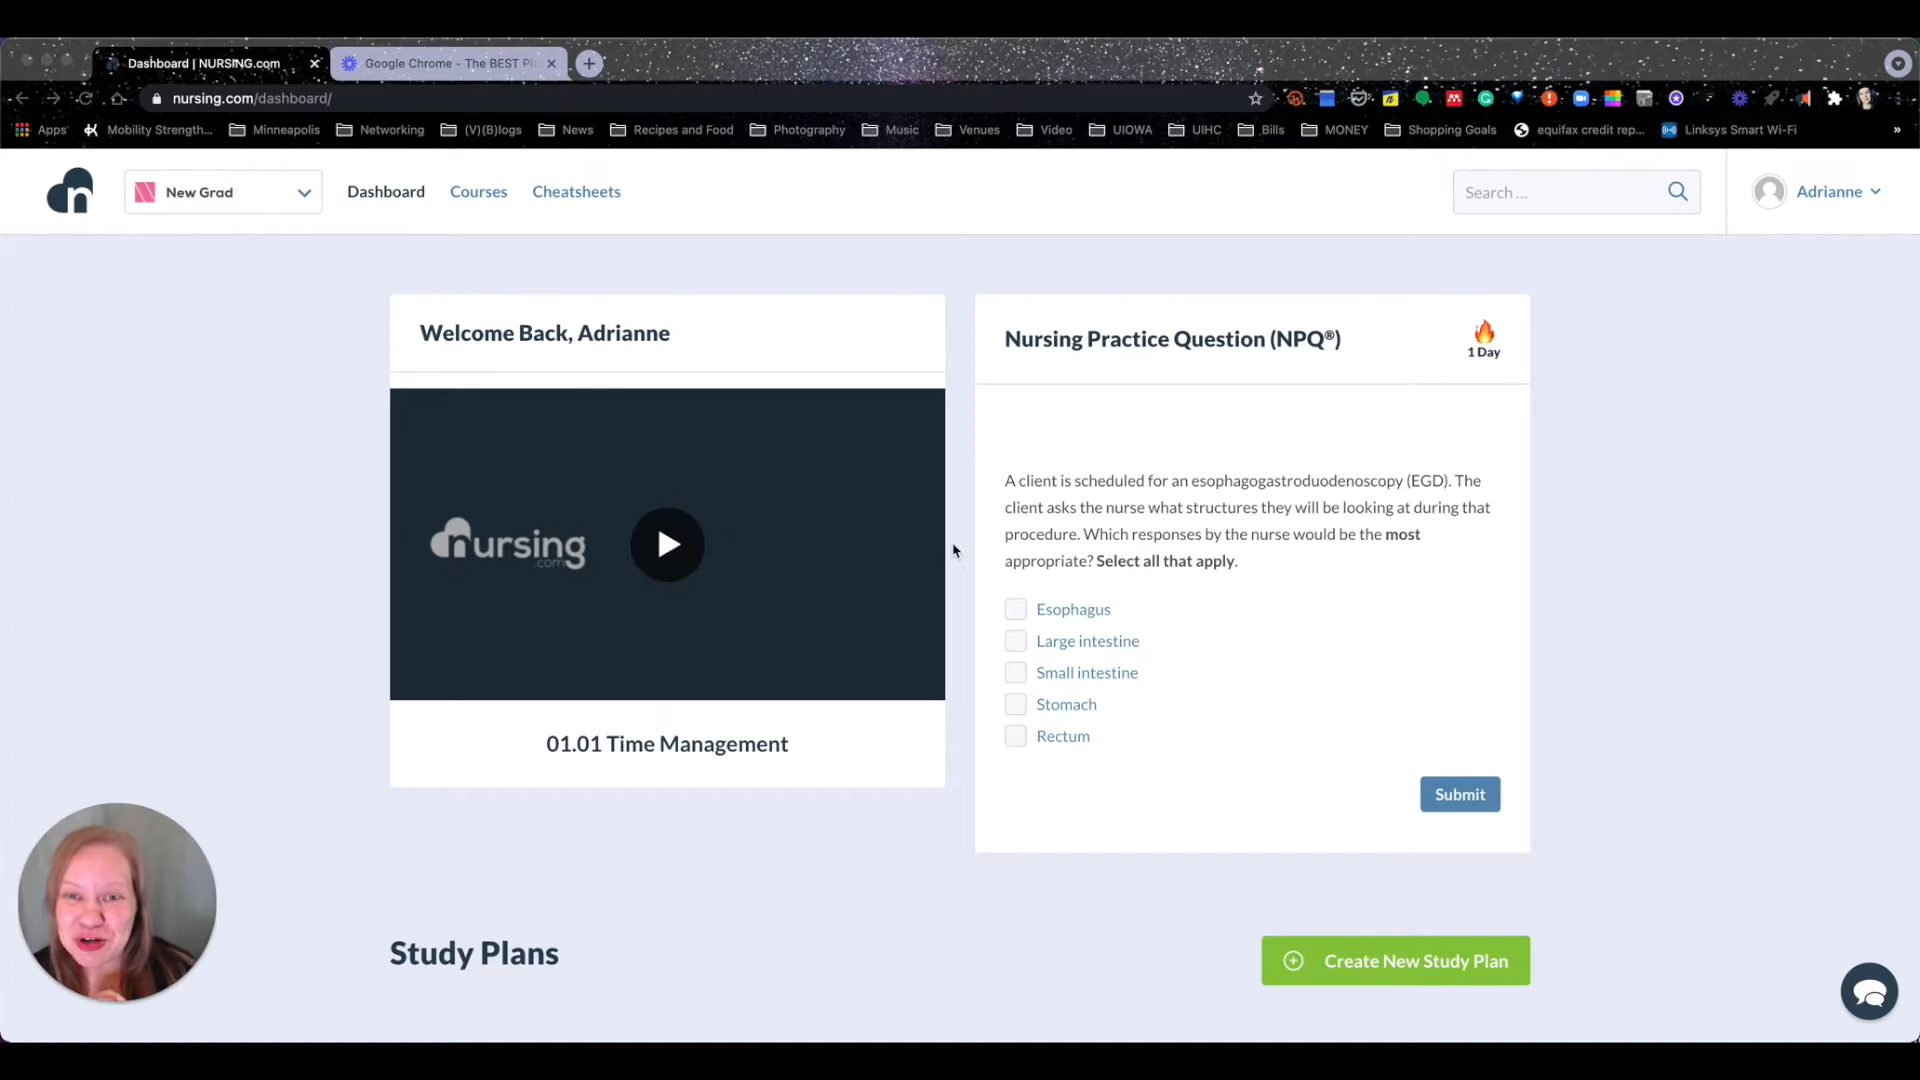 Dashboard | NURSING.com
Google Chrome - The BEST Pl
nursing.com/dashboard/
Apps
Mobility Strength...
Minneapolis
Networking
(V)(B)logs
News
Recipes and Food
Photography
Music
Venues
Video
UIOWA
UIHC
Bills
MONEY
Shopping Goals
equifax credit rep...
Linksys Smart Wi-Fi
»
n
New Grad
Dashboard
Courses
Cheatsheets
Search ...
Adrianne
Welcome Back, Adrianne
nursing
.com
01.01 Time Management
Nursing Practice Question (NPQ®)
1 Day
A client is scheduled for an esophagogastroduodenoscopy (EGD). The
client asks the nurse what structures they will be looking at during that
procedure. Which responses by the nurse would be the most
appropriate? Select all that apply.
Esophagus
Large intestine
Small intestine
Stomach
Rectum
Submit
Study Plans
Create New Study Plan